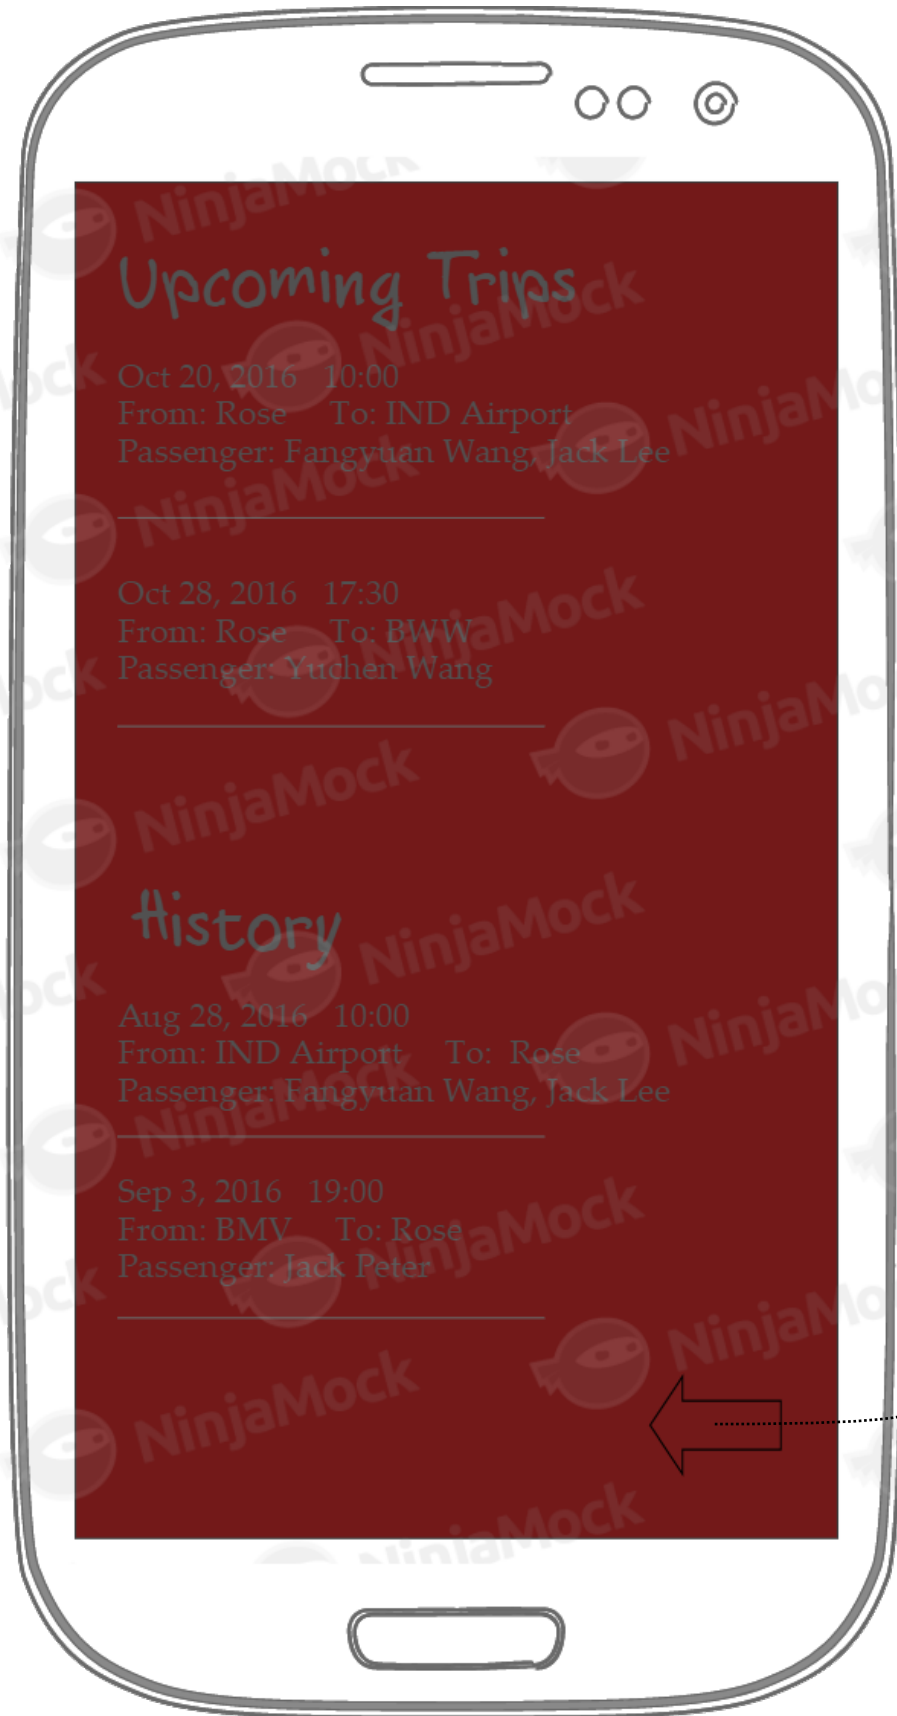 Upcoming Trips
Oct 20, 2016 10:00
From: Rose To: IND Airport
Passenger: Fangyuan Wang, Jack Lee
Oct 28, 2016 17:30
From: Rose To: BWW
Passenger: Yuchen Wang
History
Aug 28, 2016 10:00
From: IND Airport To: Rose
Passenger: Fangyuan Wang, Jack Lee
Sep 3, 2016 19:00
From: BMV To: Rose
Passenger: Jack Peter
NinjaMock